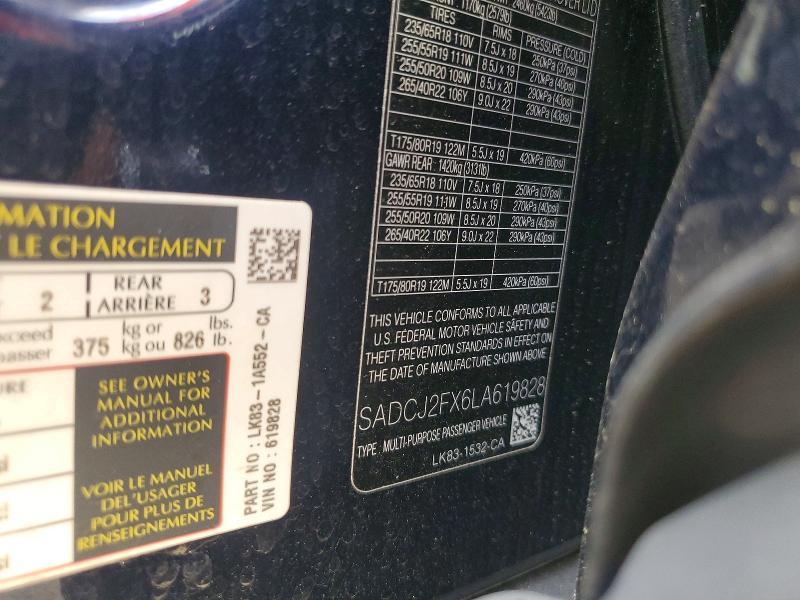 MATION
LE CHARGEMENT
2 REAR ARRIÈRE 3
375 kg or kg ou 826 lbs. lb.
SEE OWNER'S
MANUAL FOR
ADDITIONAL
INFORMATION
VOIR LE MANUEL
DEL'USAGER
POUR PLUS DE
RENSEIGNEMENTS
PART NO : LK83-1A552-CA
VIN NO : 619828
1170kg (2579lb)
TIRES RIMS PRESSURE (COLD)
235/65R18 110V 7.5J x 18 250kPa (37psi)
255/55R19 111W 8.5J x 19 270kPa (40psi)
255/50R20 109W 8.5J x 20 290kPa (43psi)
265/40R22 106Y 9.0J x 22 290kPa (43psi)
T175/80R19 122M 5.5J x 19 420kPa (60psi)
GAWR REAR : 1420kg (3131lb)
235/65R18 110V 7.5J x 18 250kPa (37psi)
255/55R19 111W 8.5J x 19 270kPa (40psi)
255/50R20 109W 8.5J x 20 290kPa (43psi)
265/40R22 106Y 9.0J x 22 290kPa (43psi)
T175/80R19 122M 5.5J x 19 420kPa (60psi)
THIS VEHICLE CONFORMS TO ALL APPLICABLE
U.S. FEDERAL MOTOR VEHICLE SAFETY AND
THEFT PREVENTION STANDARDS IN EFFECT ON
THE DATE OF MANUFACTURE SHOWN ABOVE.
SADCJ2FX6LA619828
TYPE . MULTI-PURPOSE PASSENGER VEHICLE
LK83-1532-CA